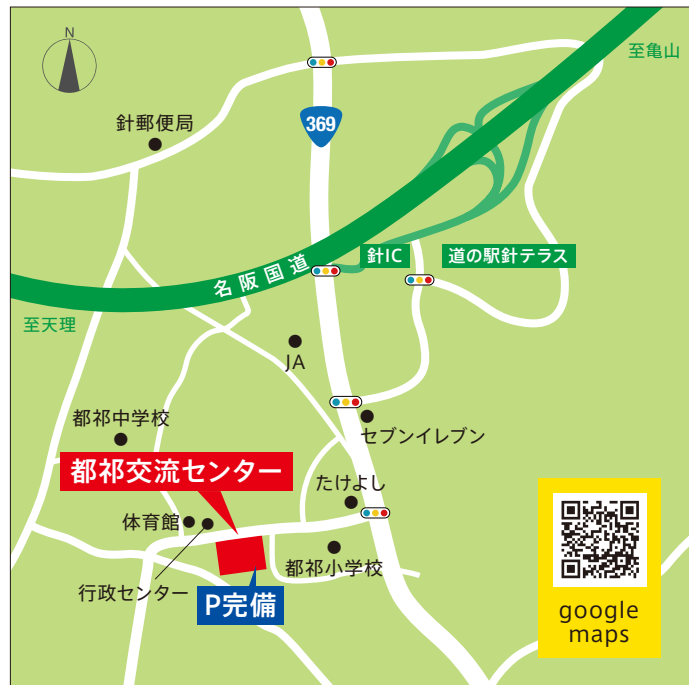 N
至亀山
針郵便局
369
名阪国道
針IC
道の駅針テラス
至天理
JA
都祁中学校
セブンイレブン
都祁交流センター
たけよし
体育館
行政センター
都祁小学校
P完備
google
maps